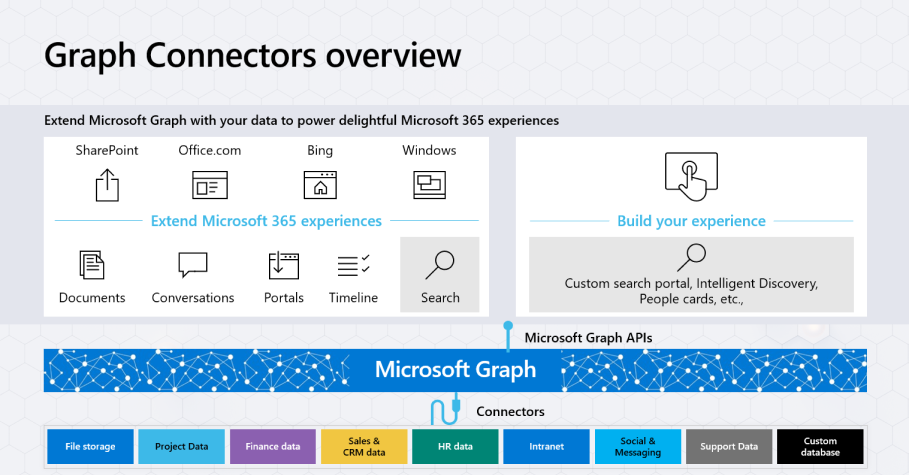 Graph Connectors overview
Extend Microsoft Graph with your data to power delightful Microsoft 365 experiences
SharePoint
Office.com
Bing
Windows
Extend Microsoft 365 experiences
Documents
Conversations
Portals
Timeline
Search
Build your experience
Custom search portal, Intelligent Discovery,
People cards, etc.,
Microsoft Graph APIs
Microsoft Graph
Connectors
File storage
Project Data
Finance data
Sales &
CRM data
HR data
Intranet
Social &
Messaging
Support Data
Custom
database